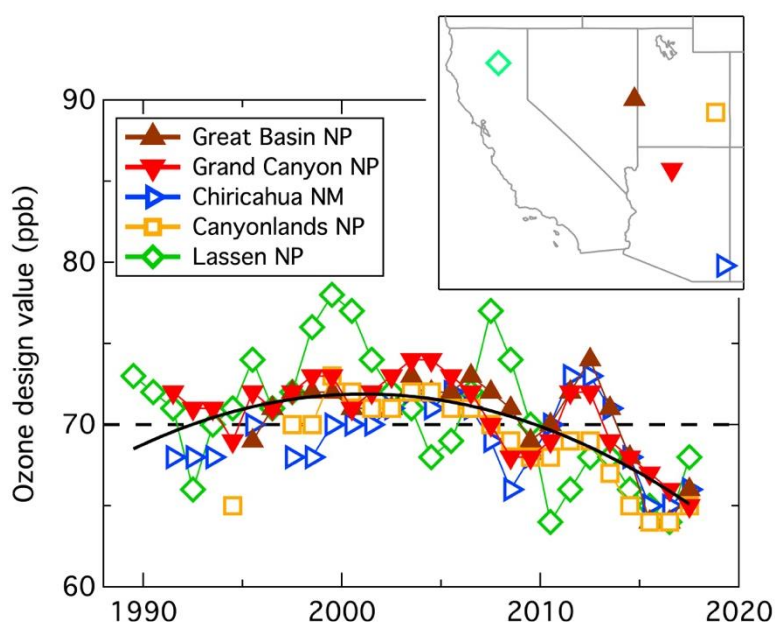 90
80
70
60
Ozone design value (ppb)
Great Basin NP
Grand Canyon NP
Chiricahua NM
Canyonlands NP
Lassen NP
1990
2000
2010
2020